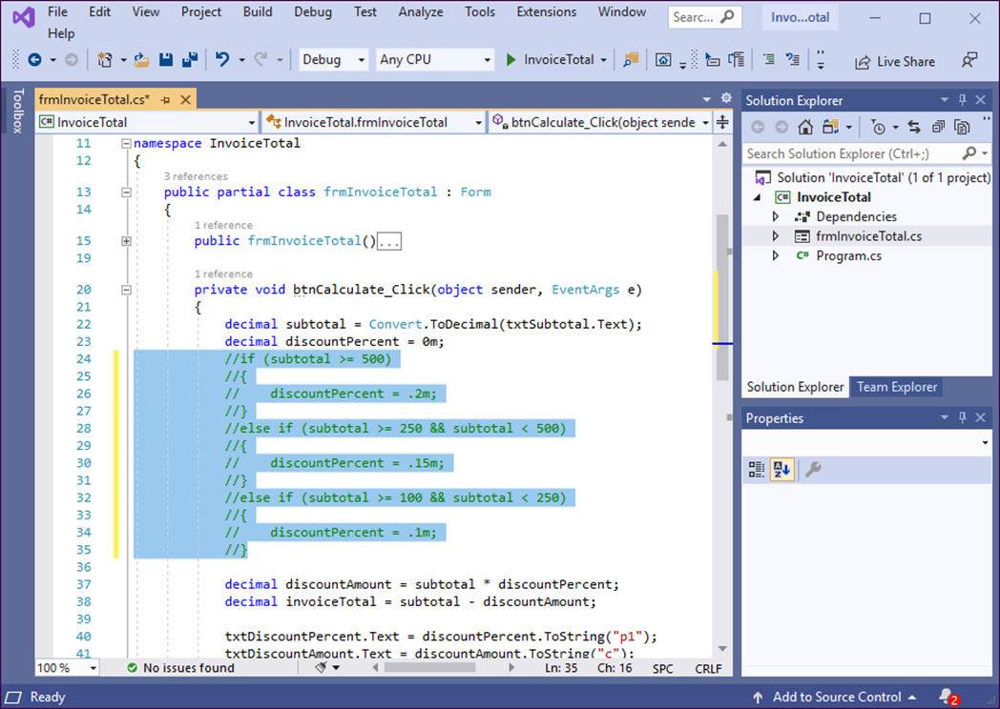 File Edit View Project Build Debug Test Analyze Tools Extensions Window Search... Invo...otal
Help
Debug Any CPU InvoiceTotal Live Share
Toolbox
frmInvoiceTotal.cs*
C# InvoiceTotal InvoiceTotal.frmInvoiceTotal btnCalculate_Click(object sende
11 namespace InvoiceTotal
12 {
3 references
13 public partial class frmInvoiceTotal : Form
14 {
1 reference
15 public frmInvoiceTotal()...
19
1 reference
20 private void btnCalculate_Click(object sender, EventArgs e)
21 {
22 decimal subtotal = Convert.ToDecimal(txtSubtotal.Text);
23 decimal discountPercent = 0m;
24 //if (subtotal >= 500)
25 //{
26 // discountPercent = .2m;
27 //}
28 //else if (subtotal >= 250 && subtotal < 500)
29 //{
30 // discountPercent = .15m;
31 //}
32 //else if (subtotal >= 100 && subtotal < 250)
33 //{
34 // discountPercent = .1m;
35 //}
36
37 decimal discountAmount = subtotal * discountPercent;
38 decimal invoiceTotal = subtotal - discountAmount;
39
40 txtDiscountPercent.Text = discountPercent.ToString("p1");
41 txtDiscountAmount.Text = discountAmount.ToString("c");
100 % No issues found Ln: 35 Ch: 16 SPC CRLF
Solution Explorer
Search Solution Explorer (Ctrl+;)
Solution 'InvoiceTotal' (1 of 1 project)
C# InvoiceTotal
Dependencies
frmInvoiceTotal.cs
C# Program.cs
Solution Explorer Team Explorer
Properties
Ready Add to Source Control 2